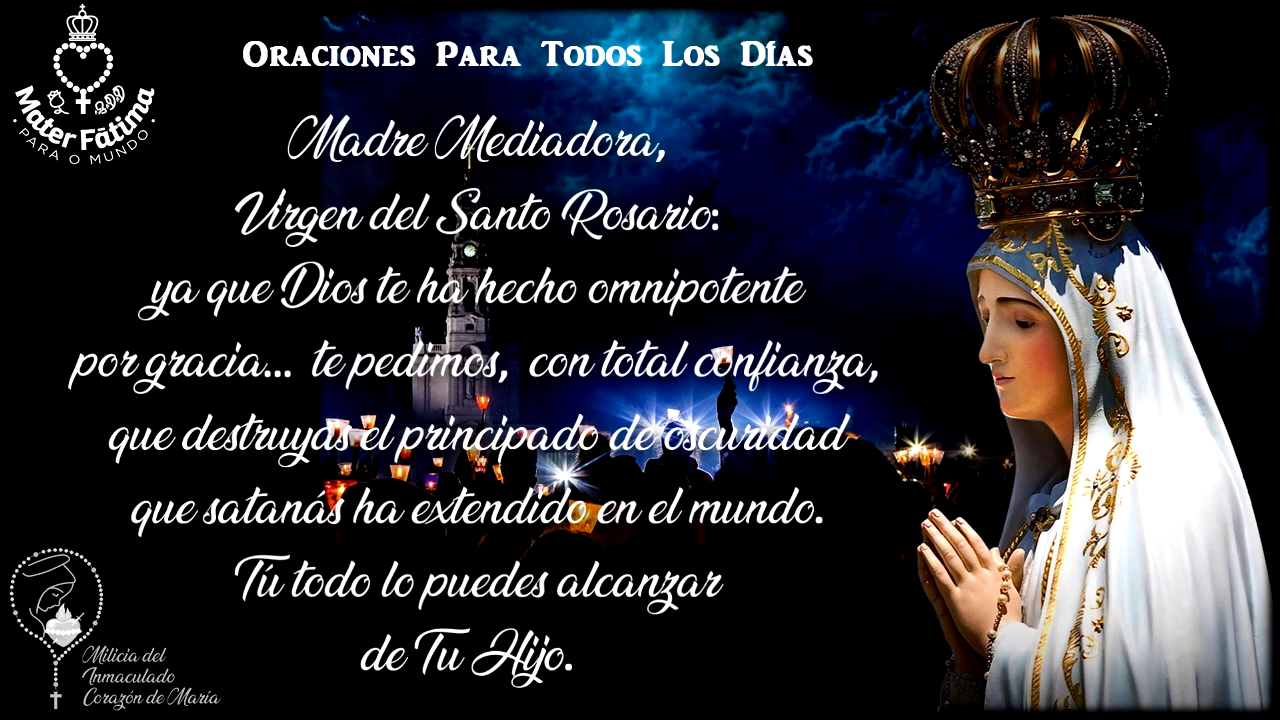 Mater Fátima
· PARA O MUNDO ·
Oraciones Para Todos Los Días
Madre Mediadora,
Virgen del Santo Rosario:
ya que Dios te ha hecho omnipotente
por gracia... te pedimos, con total confianza,
que destruyas el principado de oscuridad
que satanás ha extendido en el mundo.
Tú todo lo puedes alcanzar
de Tu Hijo.
Milicia del
Inmaculado
Corazón de María